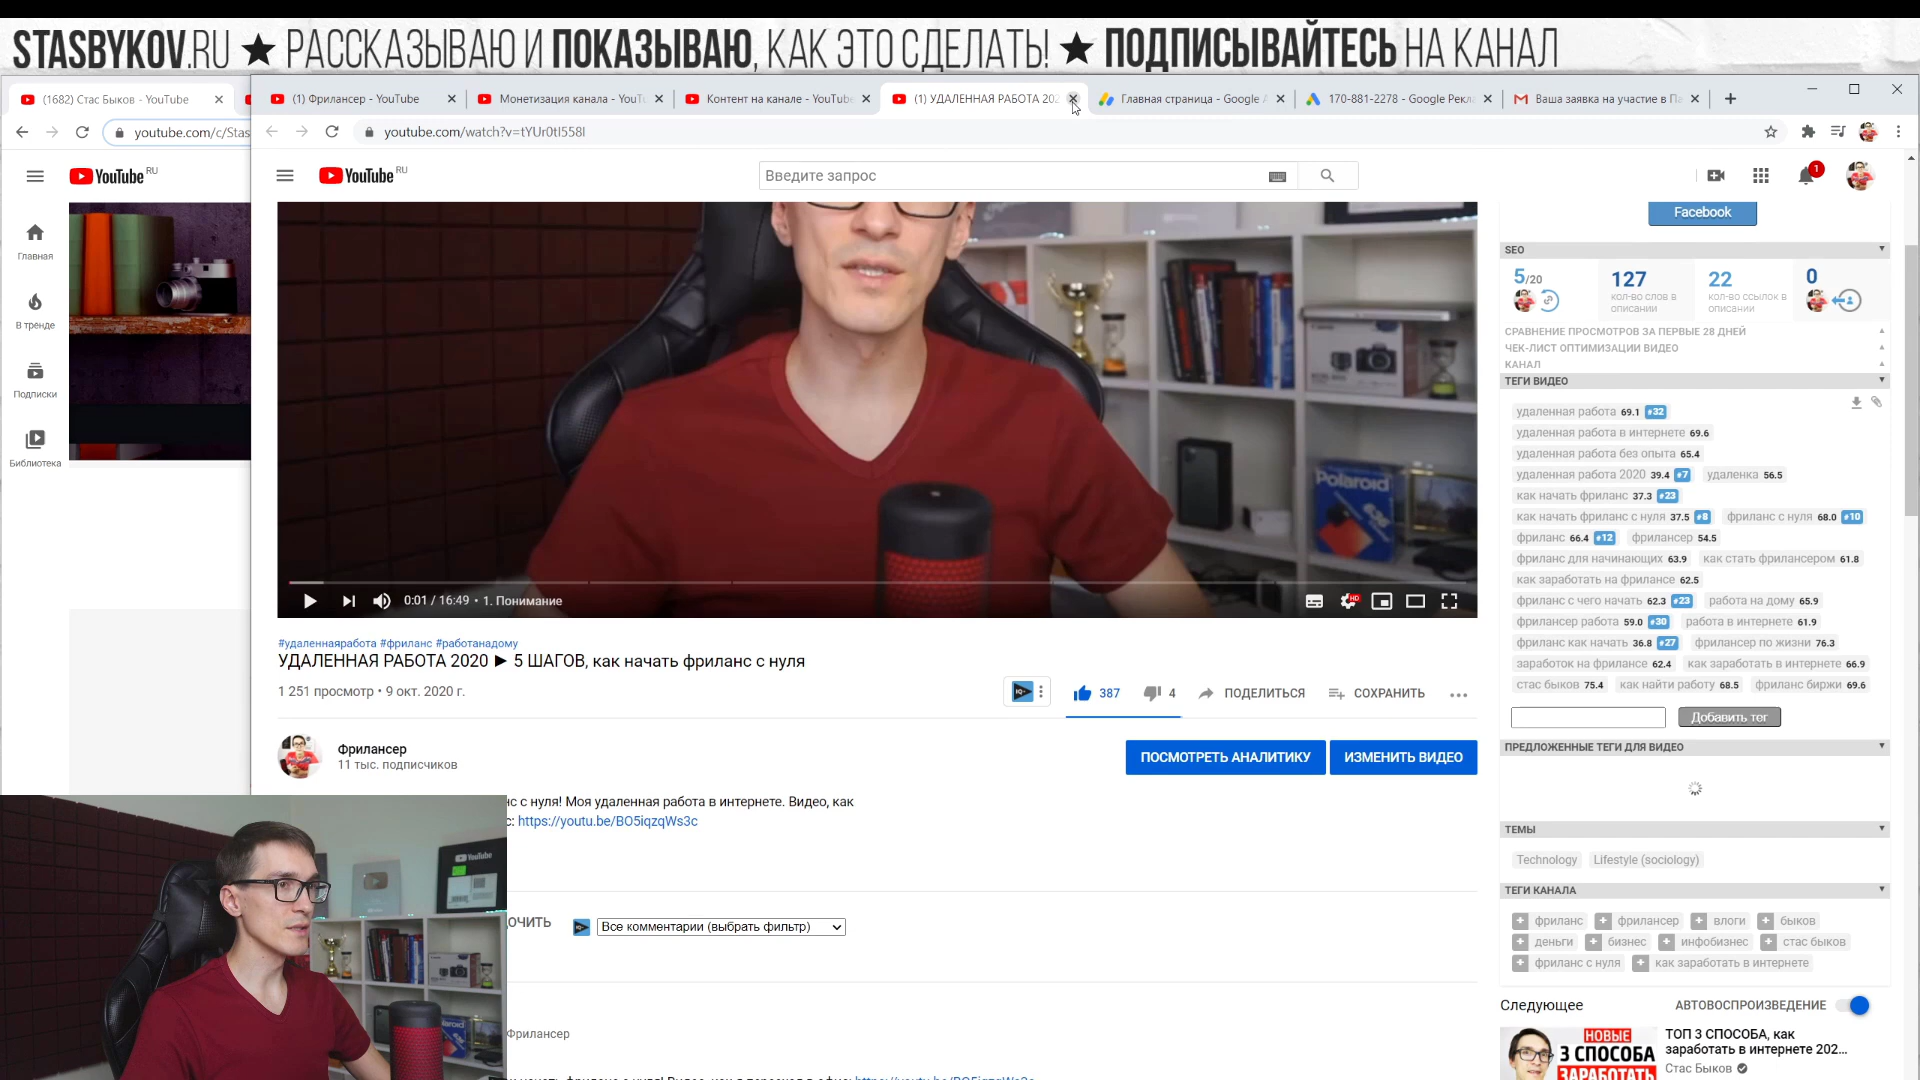 STASBYKOV.RU ★ РАССКАЗЫВАЮ И ПОКАЗЫВАЮ, КАК ЭТО СДЕЛАТЬ! ★ ПОДПИСЫВАЙТЕСЬ НА КАНАЛ
(1682) Стас Быков - YouTube
(1) Фрилансер - YouTube
Монетизация канала - YouTu
Контент на канале - YouTube
(1) УДАЛЕННАЯ РАБОТА 202
Главная страница - Google A
170-881-2278 - Google Рекла
Ваша заявка на участие в Па
youtube.com/c/Stas
youtube.com/watch?v=tYUr0tI558I
YouTube RU
YouTube RU
Введите запрос
1
Главная
В тренде
Подписки
Библиотека
Facebook
SEO
5/20
127
кол-во слов в описании
22
кол-во ссылок в описании
0
СРАВНЕНИЕ ПРОСМОТРОВ ЗА ПЕРВЫЕ 28 ДНЕЙ
ЧЕК-ЛИСТ ОПТИМИЗАЦИИ ВИДЕО
КАНАЛ
ТЕГИ ВИДЕО
удаленная работа 69.1 #32
удаленная работа в интернете 69.6
удаленная работа без опыта 65.4
удаленная работа 2020 39.4 #7 удаленка 56.5
как начать фриланс 37.3 #23
как начать фриланс с нуля 37.5 #8 фриланс с нуля 68.0 #10
фриланс 66.4 #12 фрилансер 54.5
фриланс для начинающих 63.9 как стать фрилансером 61.8
как заработать на фрилансе 62.5
фриланс с чего начать 62.3 #23 работа на дому 65.9
фрилансер работа 59.0 #30 работа в интернете 61.9
фриланс как начать 36.8 #27 фрилансер по жизни 76.3
заработок на фрилансе 62.4 как заработать в интернете 66.9
стас быков 75.4 как найти работу 68.5 фриланс биржи 69.6
Добавить тег
ПРЕДЛОЖЕННЫЕ ТЕГИ ДЛЯ ВИДЕО
ТЕМЫ
Technology Lifestyle (sociology)
ТЕГИ КАНАЛА
+ фриланс + фрилансер + влоги + быков
+ деньги + бизнес + инфобизнес + стас быков
+ фриланс с нуля + как заработать в интернете
Следующее
АВТОВОСПРОИЗВЕДЕНИЕ
НОВЫЕ
3 СПОСОБА
ЗАРАБОТАТЬ
ТОП 3 СПОСОБА, как
заработать в интернете 202...
Стас Быков
Polaroid
Canon
0:01 / 16:49 • 1. Понимание
HD
#удаленнаяработа #фриланс #работанадому
УДАЛЕННАЯ РАБОТА 2020 ► 5 ШАГОВ, как начать фриланс с нуля
1 251 просмотр • 9 окт. 2020 г.
387
4
ПОДЕЛИТЬСЯ
СОХРАНИТЬ
Фрилансер
11 тыс. подписчиков
ПОСМОТРЕТЬ АНАЛИТИКУ
ИЗМЕНИТЬ ВИДЕО
нс с нуля! Моя удаленная работа в интернете. Видео, как
с: https://youtu.be/BO5iqzqWs3c
ОЧИТЬ
Все комментарии (выбрать фильтр)
Фрилансер
YouTube